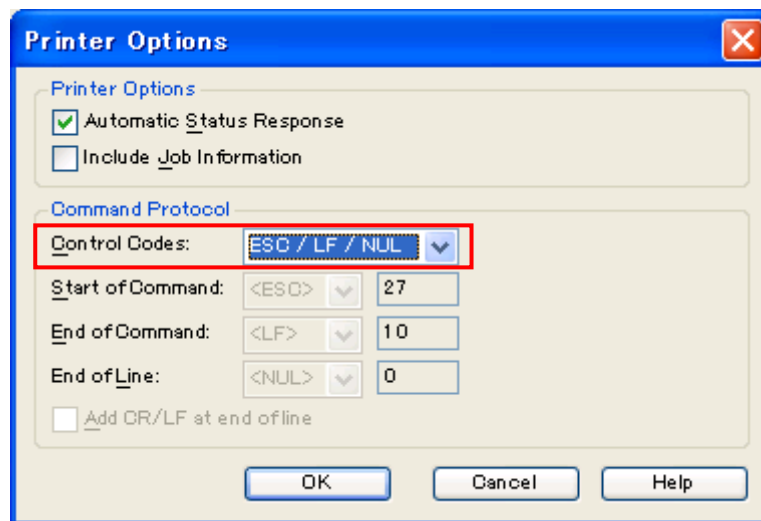 Printer Options
Printer Options
Automatic Status Response
Include Job Information
Command Protocol
Control Codes: ESC / LF / NUL
Start of Command: <ESC> 27
End of Command: <LF> 10
End of Line: <NUL> 0
Add CR/LF at end of line
OK Cancel Help